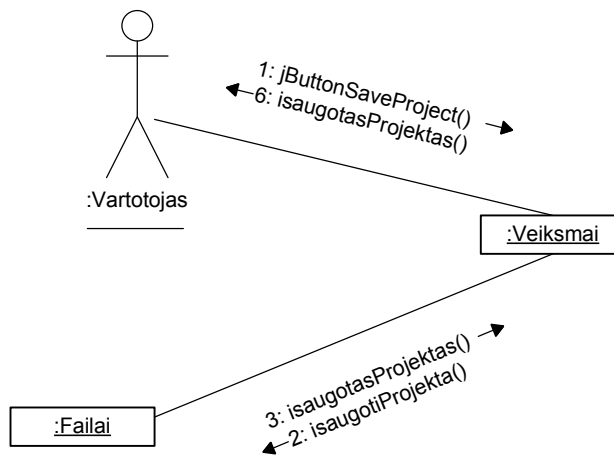 1: jButtonSaveProject()
6: isaugotasProjektas()
:Vartotojas
:Veiksmai
3: isaugotasProjektas()
2: isaugotiProjekta()
:Failai